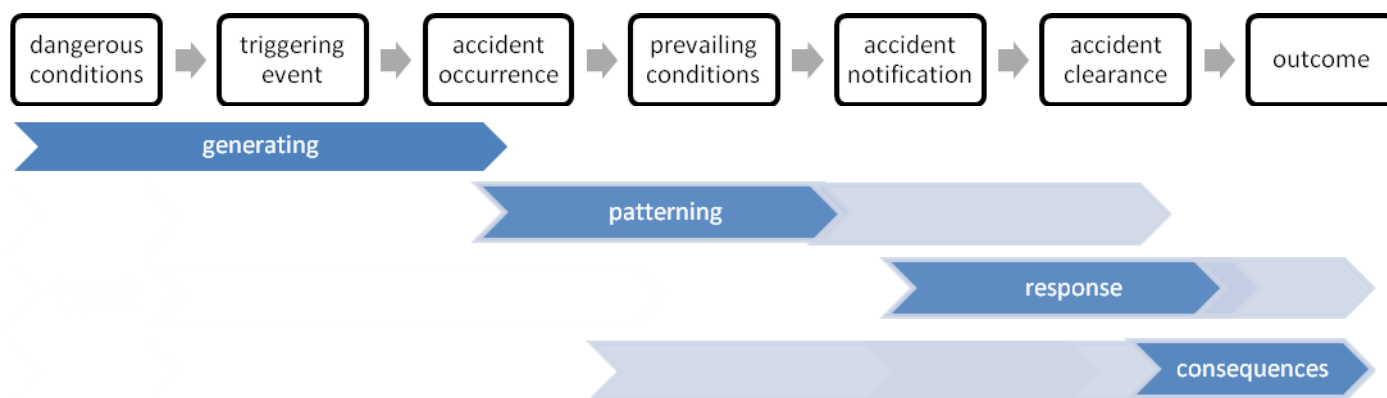 dangerous
conditions
triggering
event
accident
occurrence
prevailing
conditions
accident
notification
accident
clearance
outcome
generating
patterning
response
consequences